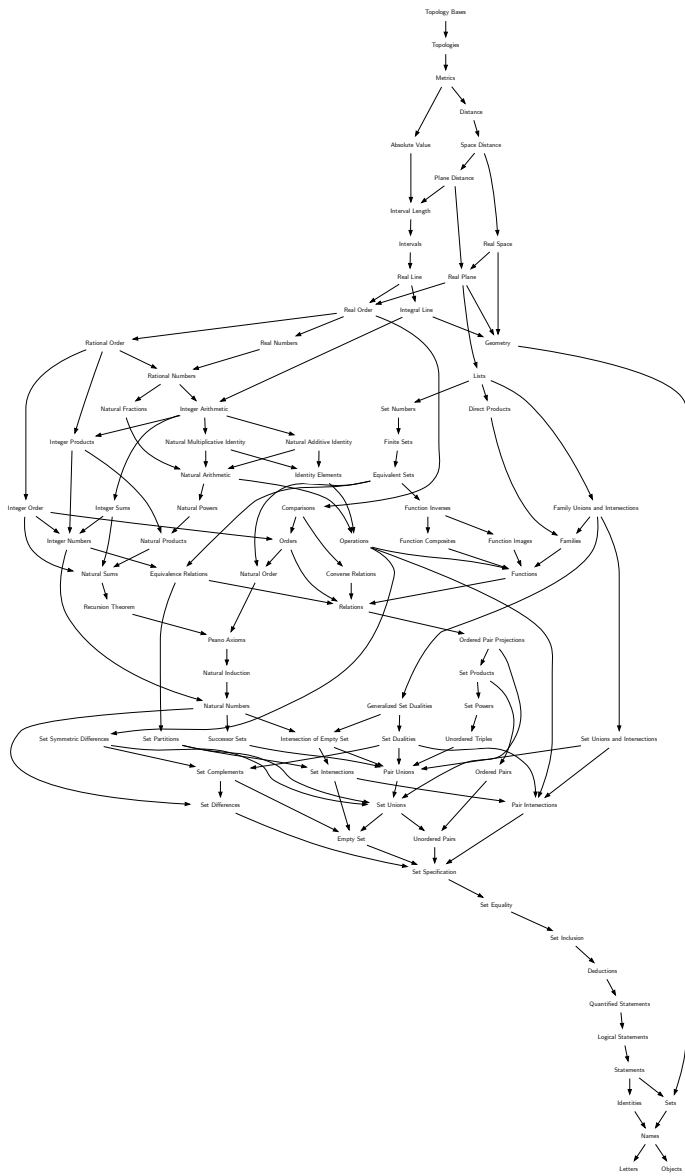 Topology Bases
Topologies
Metrics
Distance
Absolute Value
Space Distance
Plane Distance
Interval Length
Intervals
Real Space
Real Line
Real Plane
Real Order
Integral Line
Rational Order
Real Numbers
Geometry
Rational Numbers
Lists
Natural Fractions
Integer Arithmetic
Set Numbers
Direct Products
Integer Products
Natural Multiplicative Identity
Natural Additive Identity
Finite Sets
Natural Arithmetic
Identity Elements
Equivalent Sets
Integer Order
Integer Sums
Natural Powers
Comparisons
Function Inverses
Family Unions and Intersections
Integer Numbers
Natural Products
Orders
Operations
Function Composites
Function Images
Families
Natural Sums
Equivalence Relations
Natural Order
Converse Relations
Functions
Recursion Theorem
Relations
Peano Axioms
Ordered Pair Projections
Natural Induction
Set Products
Natural Numbers
Generalized Set Dualities
Set Powers
Set Symmetric Differences
Set Partitions
Successor Sets
Intersection of Empty Set
Set Dualities
Unordered Triples
Set Unions and Intersections
Set Complements
Set Intersections
Pair Unions
Ordered Pairs
Set Differences
Set Unions
Pair Intersections
Empty Set
Unordered Pairs
Set Specification
Set Equality
Set Inclusion
Deductions
Quantified Statements
Logical Statements
Statements
Identities
Sets
Names
Letters
Objects